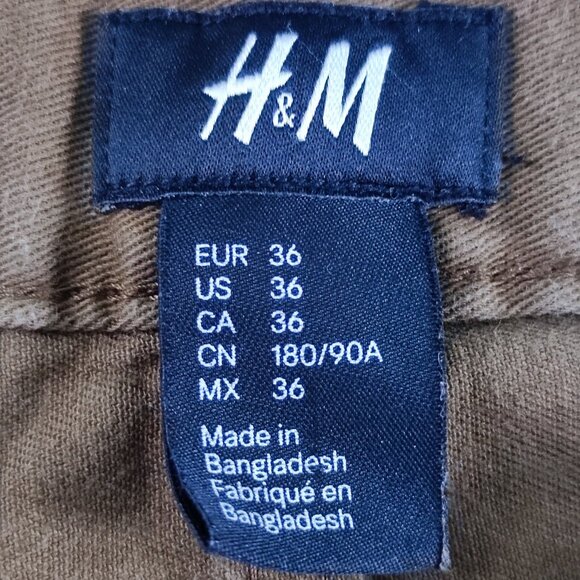 H&M
EUR 36
US 36
CA 36
CN 180/90A
MX 36
Made in
Bangladesh
Fabriqué en
Bangladesh